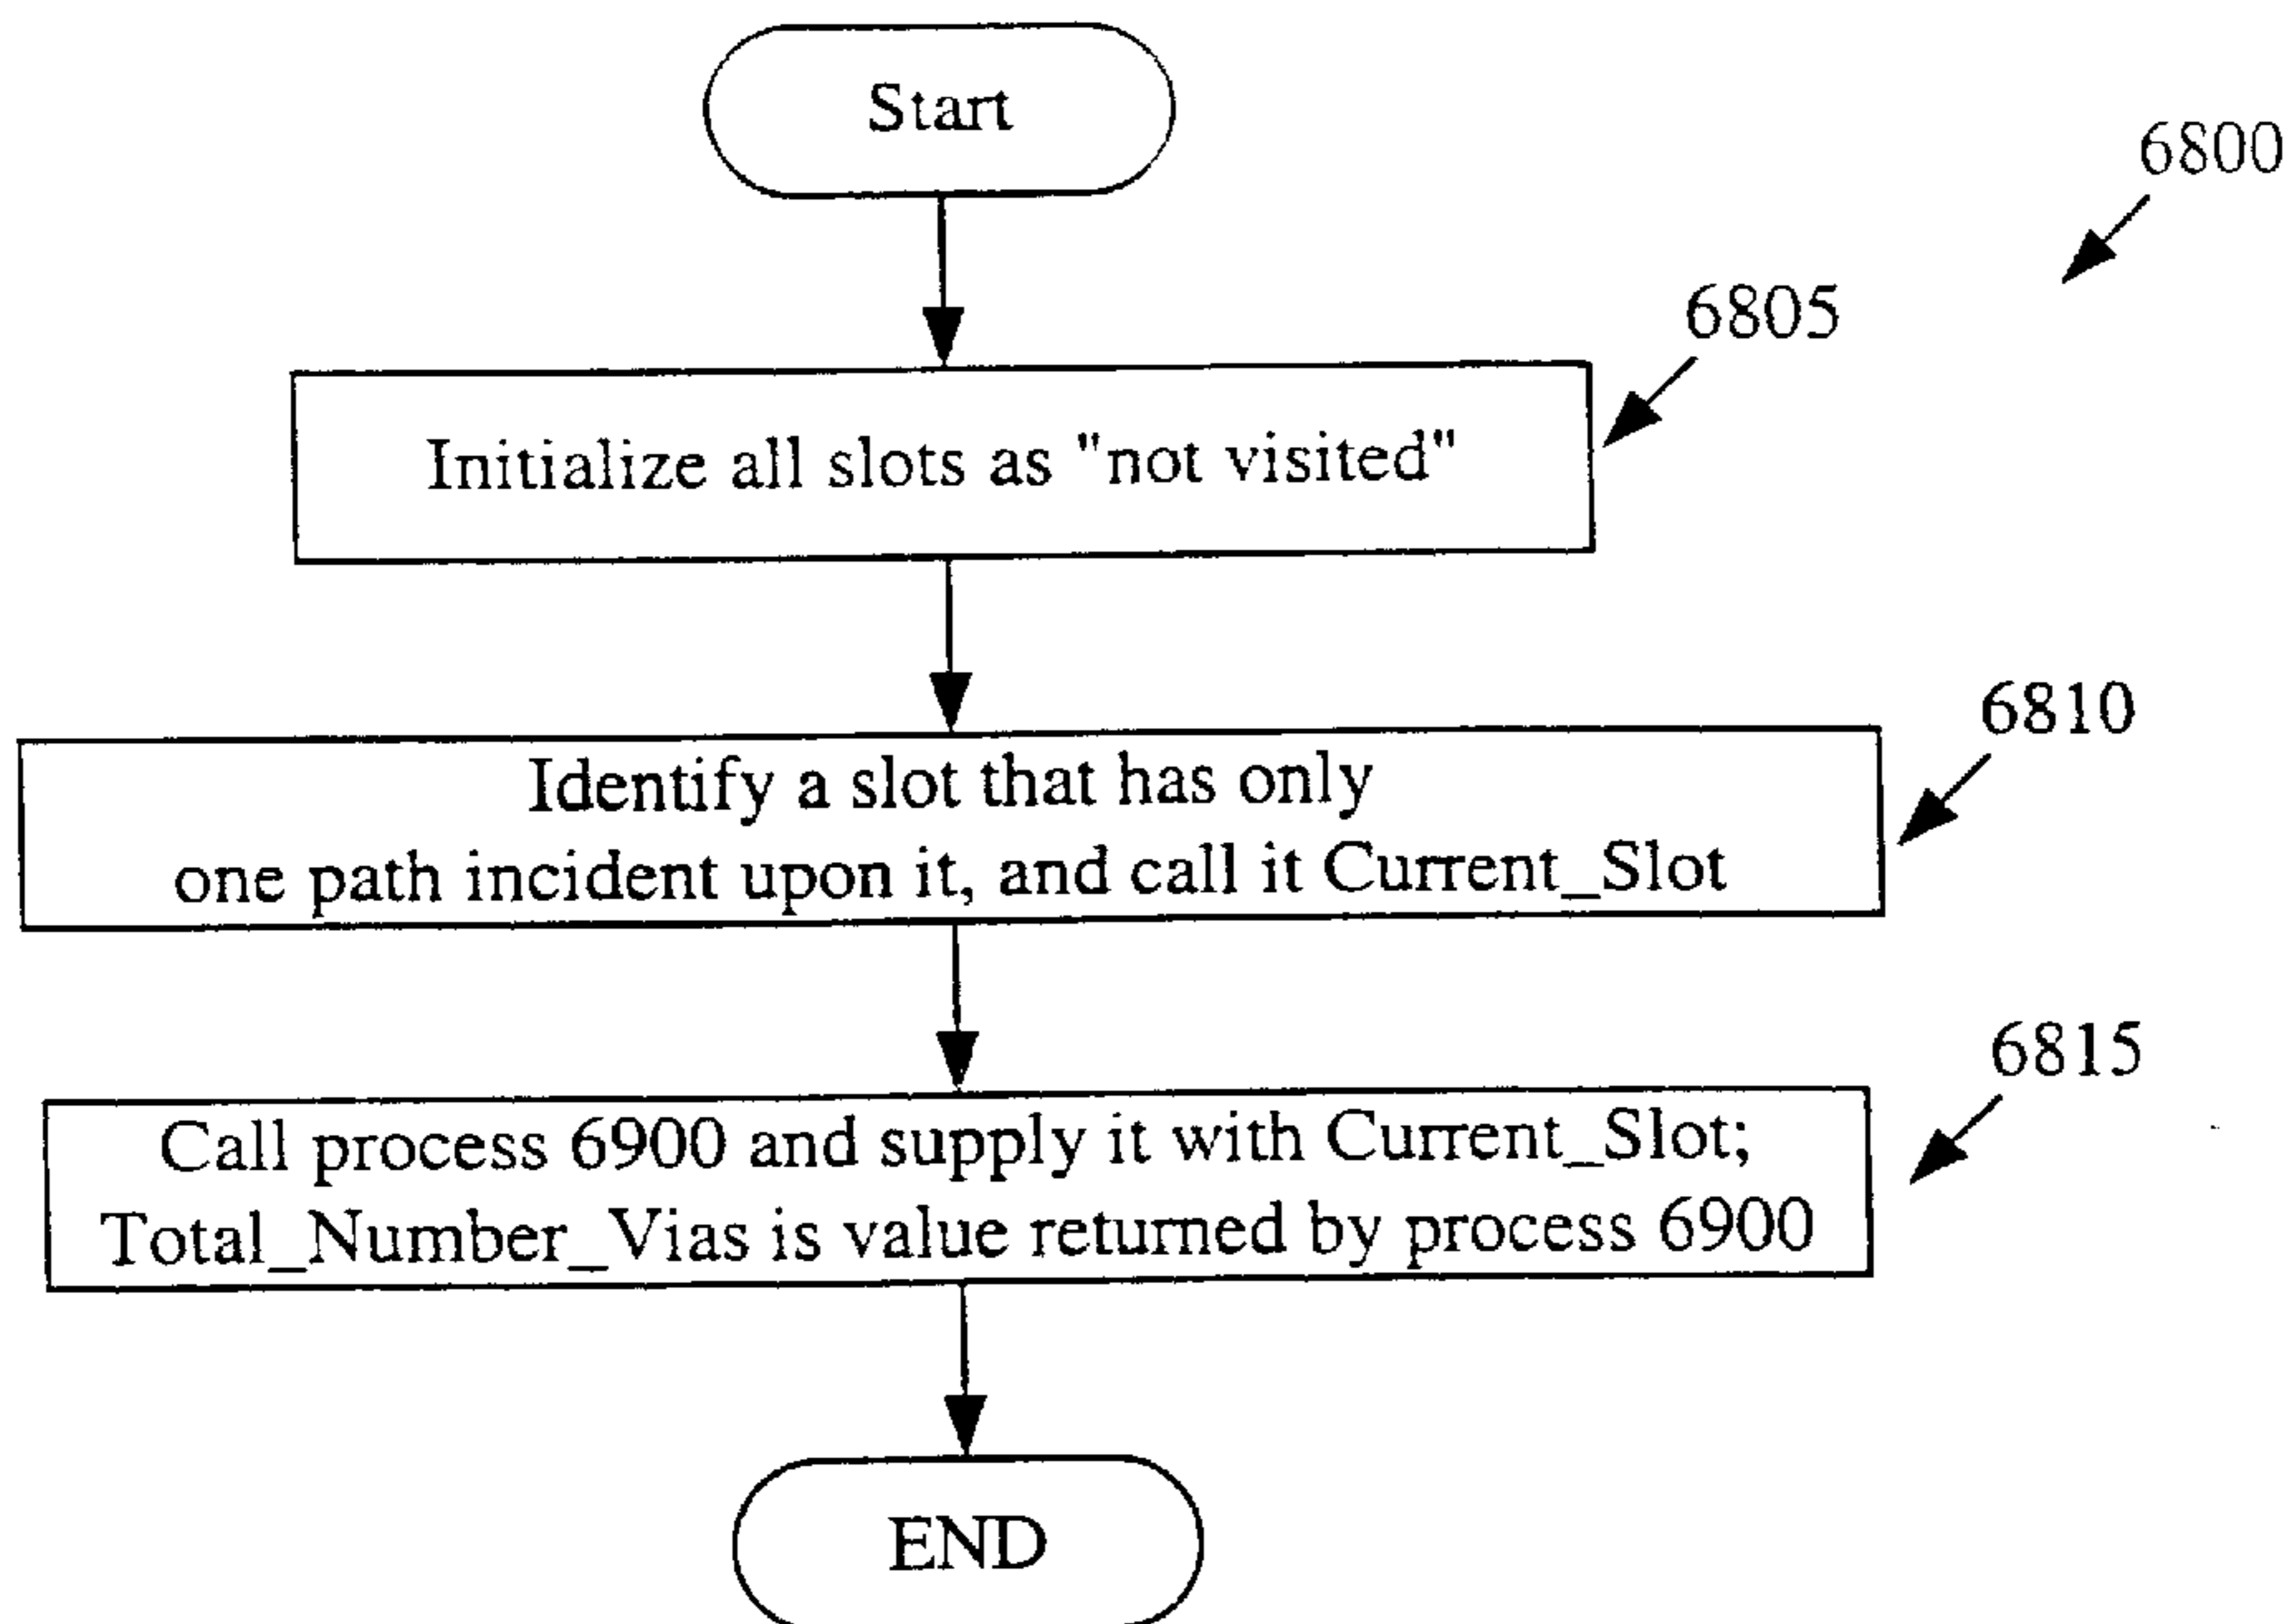 Start
6800
6805
Initialize all slots as "not visited"
6810
Identify a slot that has only
one path incident upon it, and call it Current_Slot
6815
Call process 6900 and supply it with Current_Slot;
Total_Number_Vias is value returned by process 6900
END